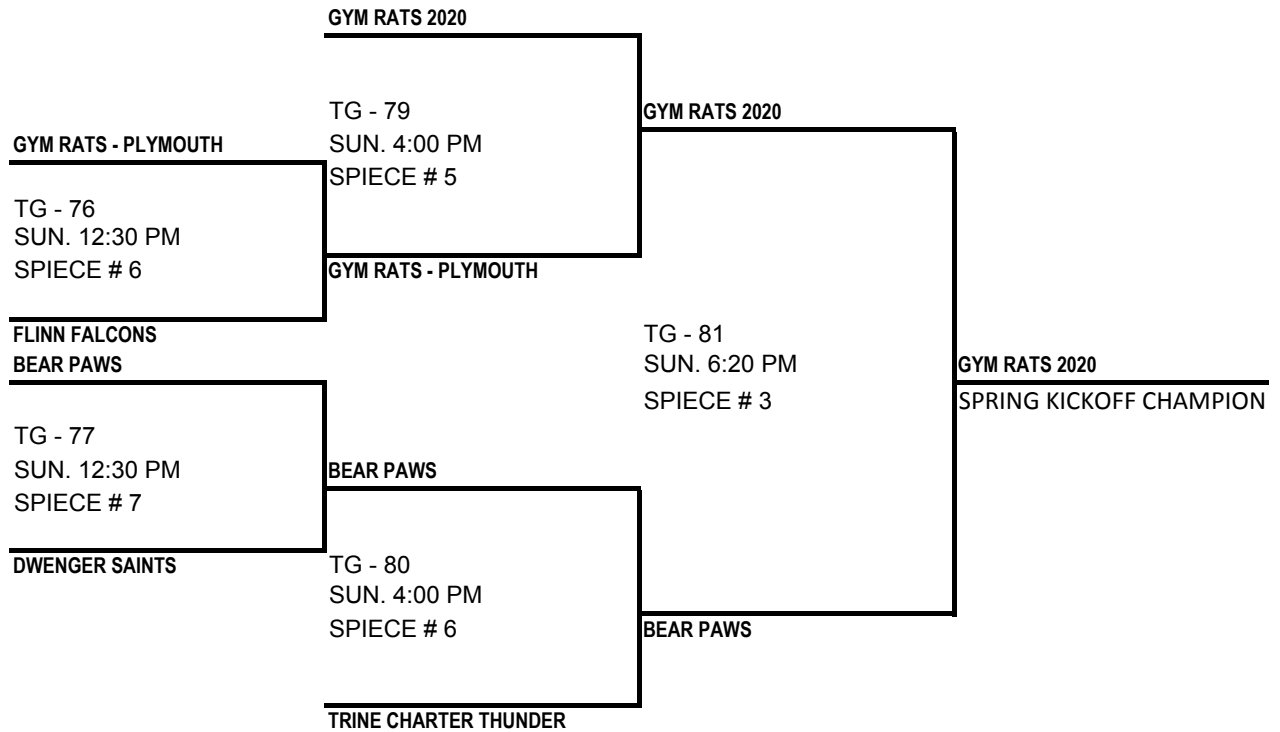 GYM RATS 2020
TG - 79
SUN. 4:00 PM
SPIECE # 5
GYM RATS 2020
GYM RATS - PLYMOUTH
TG - 76
SUN. 12:30 PM
SPIECE # 6
GYM RATS - PLYMOUTH
FLINN FALCONS
BEAR PAWS
TG - 81
SUN. 6:20 PM
SPIECE # 3
GYM RATS 2020
SPRING KICKOFF CHAMPION
TG - 77
SUN. 12:30 PM
SPIECE # 7
BEAR PAWS
DWENGER SAINTS
TG - 80
SUN. 4:00 PM
SPIECE # 6
BEAR PAWS
TRINE CHARTER THUNDER